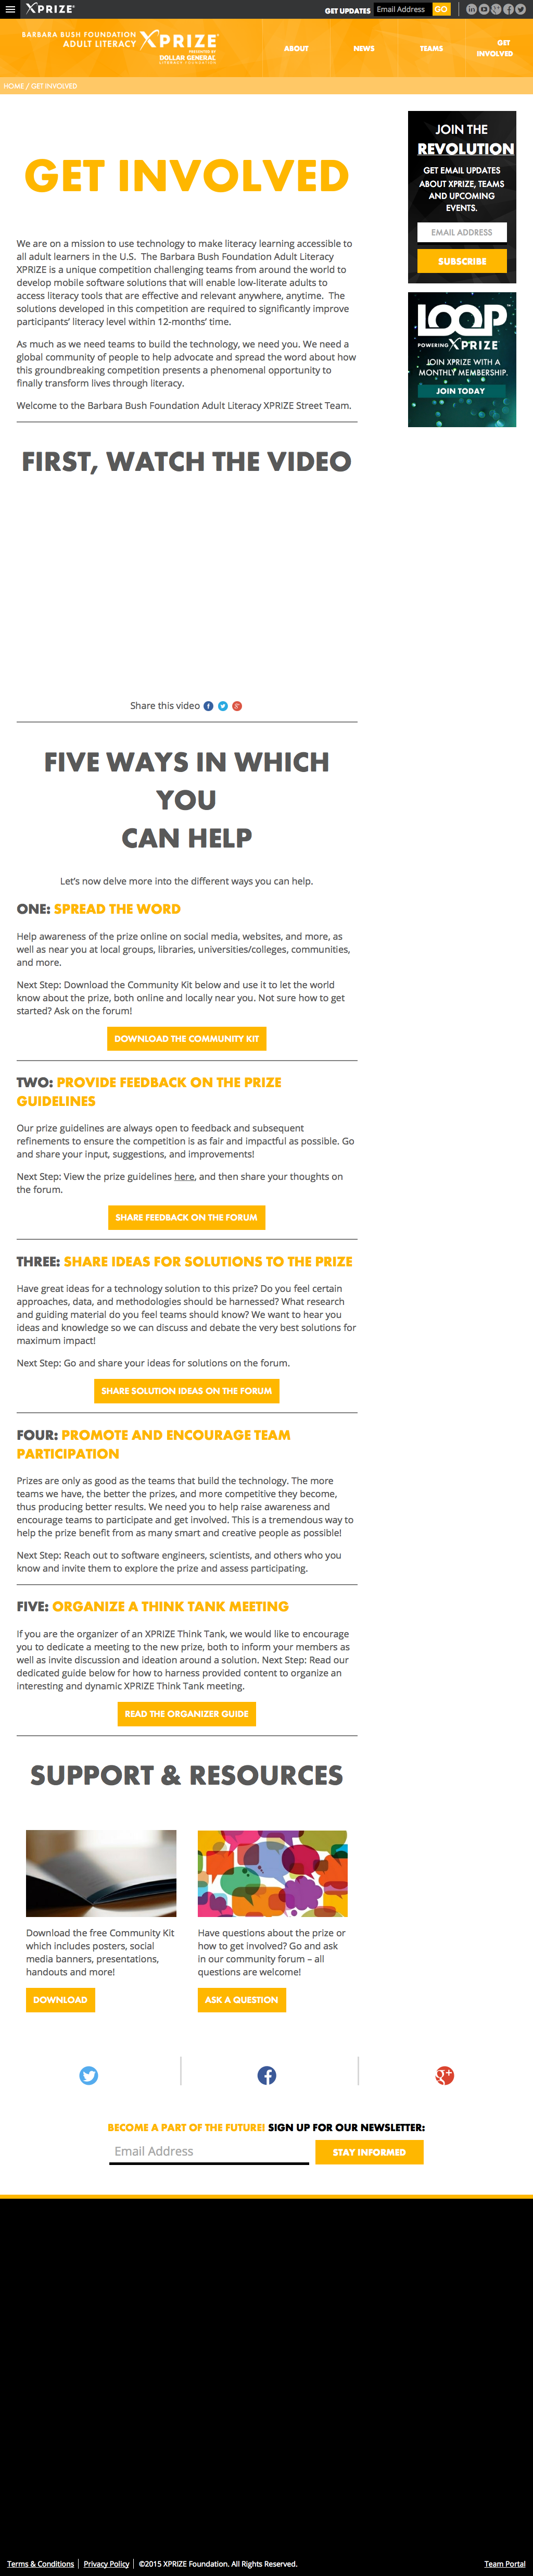 XPRIZE
GET UPDATES Email Address GO
BARBARA BUSH FOUNDATION
ADULT LITERACY XPRIZE
PRESENTED BY
DOLLAR GENERAL
LITERACY FOUNDATION
ABOUT
NEWS
TEAMS
GET
INVOLVED
HOME / GET INVOLVED
GET INVOLVED
We are on a mission to use technology to make literacy learning accessible to
all adult learners in the U.S.  The Barbara Bush Foundation Adult Literacy
XPRIZE is a unique competition challenging teams from around the world to
develop mobile software solutions that will enable low-literate adults to
access literacy tools that are effective and relevant anywhere, anytime.  The
solutions developed in this competition are required to significantly improve
participants' literacy level within 12-months' time.
As much as we need teams to build the technology, we need you. We need a
global community of people to help advocate and spread the word about how
this groundbreaking competition presents a phenomenal opportunity to
finally transform lives through literacy.
Welcome to the Barbara Bush Foundation Adult Literacy XPRIZE Street Team.
JOIN THE
REVOLUTION
GET EMAIL UPDATES
ABOUT XPRIZE, TEAMS
AND UPCOMING
EVENTS.
EMAIL ADDRESS
SUBSCRIBE
LOOP
POWERING XPRIZE
JOIN XPRIZE WITH A
MONTHLY MEMBERSHIP.
JOIN TODAY
FIRST, WATCH THE VIDEO
Share this video
FIVE WAYS IN WHICH
YOU
CAN HELP
Let's now delve more into the different ways you can help.
ONE: SPREAD THE WORD
Help awareness of the prize online on social media, websites, and more, as
well as near you at local groups, libraries, universities/colleges, communities,
and more.
Next Step: Download the Community Kit below and use it to let the world
know about the prize, both online and locally near you. Not sure how to get
started? Ask on the forum!
DOWNLOAD THE COMMUNITY KIT
TWO: PROVIDE FEEDBACK ON THE PRIZE
GUIDELINES
Our prize guidelines are always open to feedback and subsequent
refinements to ensure the competition is as fair and impactful as possible. Go
and share your input, suggestions, and improvements!
Next Step: View the prize guidelines here, and then share your thoughts on
the forum.
SHARE FEEDBACK ON THE FORUM
THREE: SHARE IDEAS FOR SOLUTIONS TO THE PRIZE
Have great ideas for a technology solution to this prize? Do you feel certain
approaches, data, and methodologies should be harnessed? What research
and guiding material do you feel teams should know? We want to hear you
ideas and knowledge so we can discuss and debate the very best solutions for
maximum impact!
Next Step: Go and share your ideas for solutions on the forum.
SHARE SOLUTION IDEAS ON THE FORUM
FOUR: PROMOTE AND ENCOURAGE TEAM
PARTICIPATION
Prizes are only as good as the teams that build the technology. The more
teams we have, the better the prizes, and more competitive they become,
thus producing better results. We need you to help raise awareness and
encourage teams to participate and get involved. This is a tremendous way to
help the prize benefit from as many smart and creative people as possible!
Next Step: Reach out to software engineers, scientists, and others who you
know and invite them to explore the prize and assess participating.
FIVE: ORGANIZE A THINK TANK MEETING
If you are the organizer of an XPRIZE Think Tank, we would like to encourage
you to dedicate a meeting to the new prize, both to inform your members as
well as invite discussion and ideation around a solution. Next Step: Read our
dedicated guide below for how to harness provided content to organize an
interesting and dynamic XPRIZE Think Tank meeting.
READ THE ORGANIZER GUIDE
SUPPORT & RESOURCES
Download the free Community Kit
which includes posters, social
media banners, presentations,
handouts and more!
DOWNLOAD
Have questions about the prize or
how to get involved? Go and ask
in our community forum – all
questions are welcome!
ASK A QUESTION
BECOME A PART OF THE FUTURE! SIGN UP FOR OUR NEWSLETTER:
Email Address
STAY INFORMED
Terms & Conditions
Privacy Policy
©2015 XPRIZE Foundation. All Rights Reserved.
Team Portal